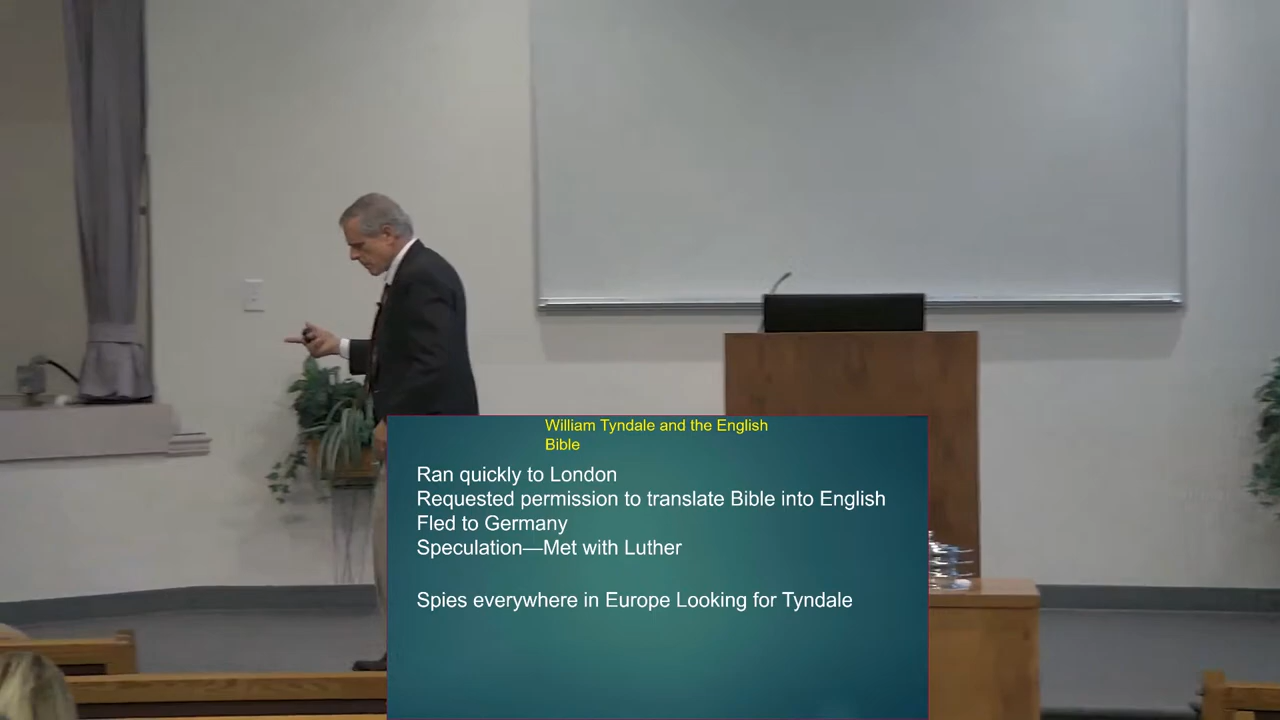 William Tyndale and the English
Bible
Ran quickly to London
Requested permission to translate Bible into English
Fled to Germany
Speculation—Met with Luther
Spies everywhere in Europe Looking for Tyndale